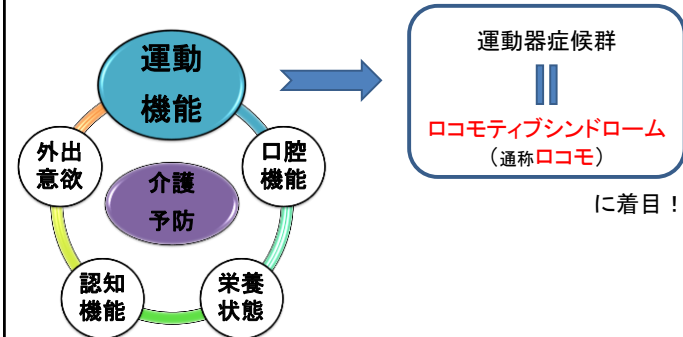 運動
機能
外出
意欲
口腔
機能
介護
予防
認知
機能
栄養
状態
運動器症候群
ロコモティブシンドローム
（通称ロコモ）
に着目！